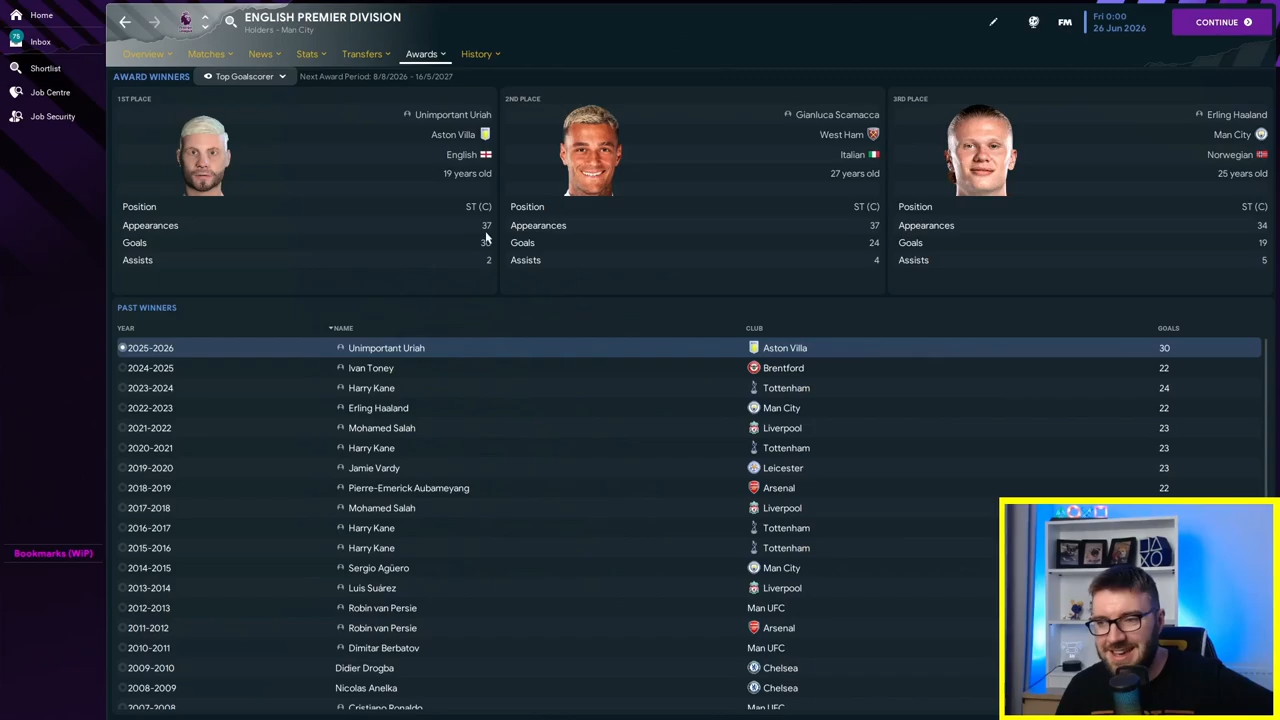 Home
75
Inbox
Shortlist
Job Centre
Job Security
Bookmarks (WiP)
ENGLISH PREMIER DIVISION
Holders - Man City
FM
Fri 0:00
26 Jun 2026
CONTINUE
Overview
Matches
News
Stats
Transfers
Awards
History
AWARD WINNERS
Top Goalscorer
Next Award Period: 8/8/2026 - 16/5/2027
1ST PLACE
Unimportant Uriah
Aston Villa
English
19 years old
Position ST (C)
Appearances 37
Goals 30
Assists 2
2ND PLACE
Gianluca Scamacca
West Ham
Italian
27 years old
Position ST (C)
Appearances 37
Goals 24
Assists 4
3RD PLACE
Erling Haaland
Man City
Norwegian
25 years old
Position ST (C)
Appearances 34
Goals 19
Assists 5
PAST WINNERS
YEAR NAME CLUB GOALS
2025-2026 Unimportant Uriah Aston Villa 30
2024-2025 Ivan Toney Brentford 22
2023-2024 Harry Kane Tottenham 24
2022-2023 Erling Haaland Man City 22
2021-2022 Mohamed Salah Liverpool 23
2020-2021 Harry Kane Tottenham 23
2019-2020 Jamie Vardy Leicester 23
2018-2019 Pierre-Emerick Aubameyang Arsenal 22
2017-2018 Mohamed Salah Liverpool
2016-2017 Harry Kane Tottenham
2015-2016 Harry Kane Tottenham
2014-2015 Sergio Agüero Man City
2013-2014 Luis Suárez Liverpool
2012-2013 Robin van Persie Man UFC
2011-2012 Robin van Persie Arsenal
2010-2011 Dimitar Berbatov Man UFC
2009-2010 Didier Drogba Chelsea
2008-2009 Nicolas Anelka Chelsea
2007-2008 Cristiano Ronaldo Man UFC